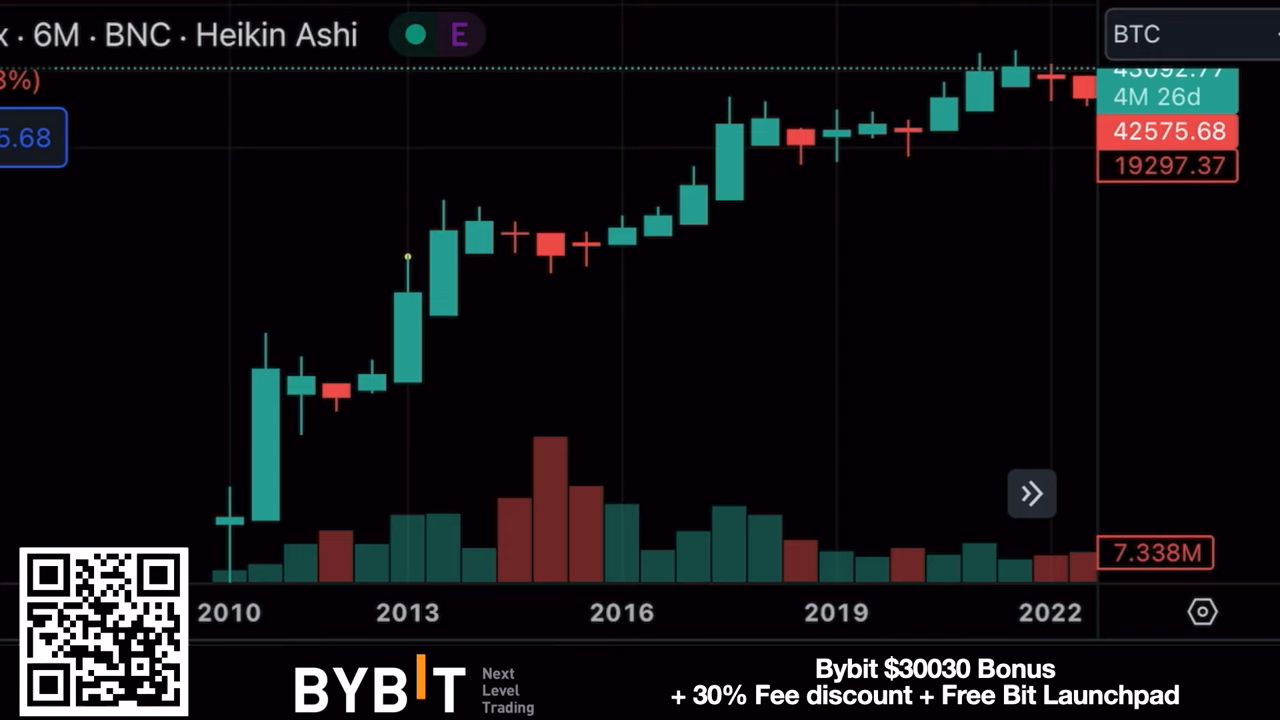 x · 6M · BNC · Heikin Ashi
E
BTC
3%)
43092.77
4M 26d
5.68
42575.68
19297.37
7.338M
2010 2013 2016 2019 2022
BYBIT
Next
Level
Trading
Bybit $30030 Bonus
+ 30% Fee discount + Free Bit Launchpad